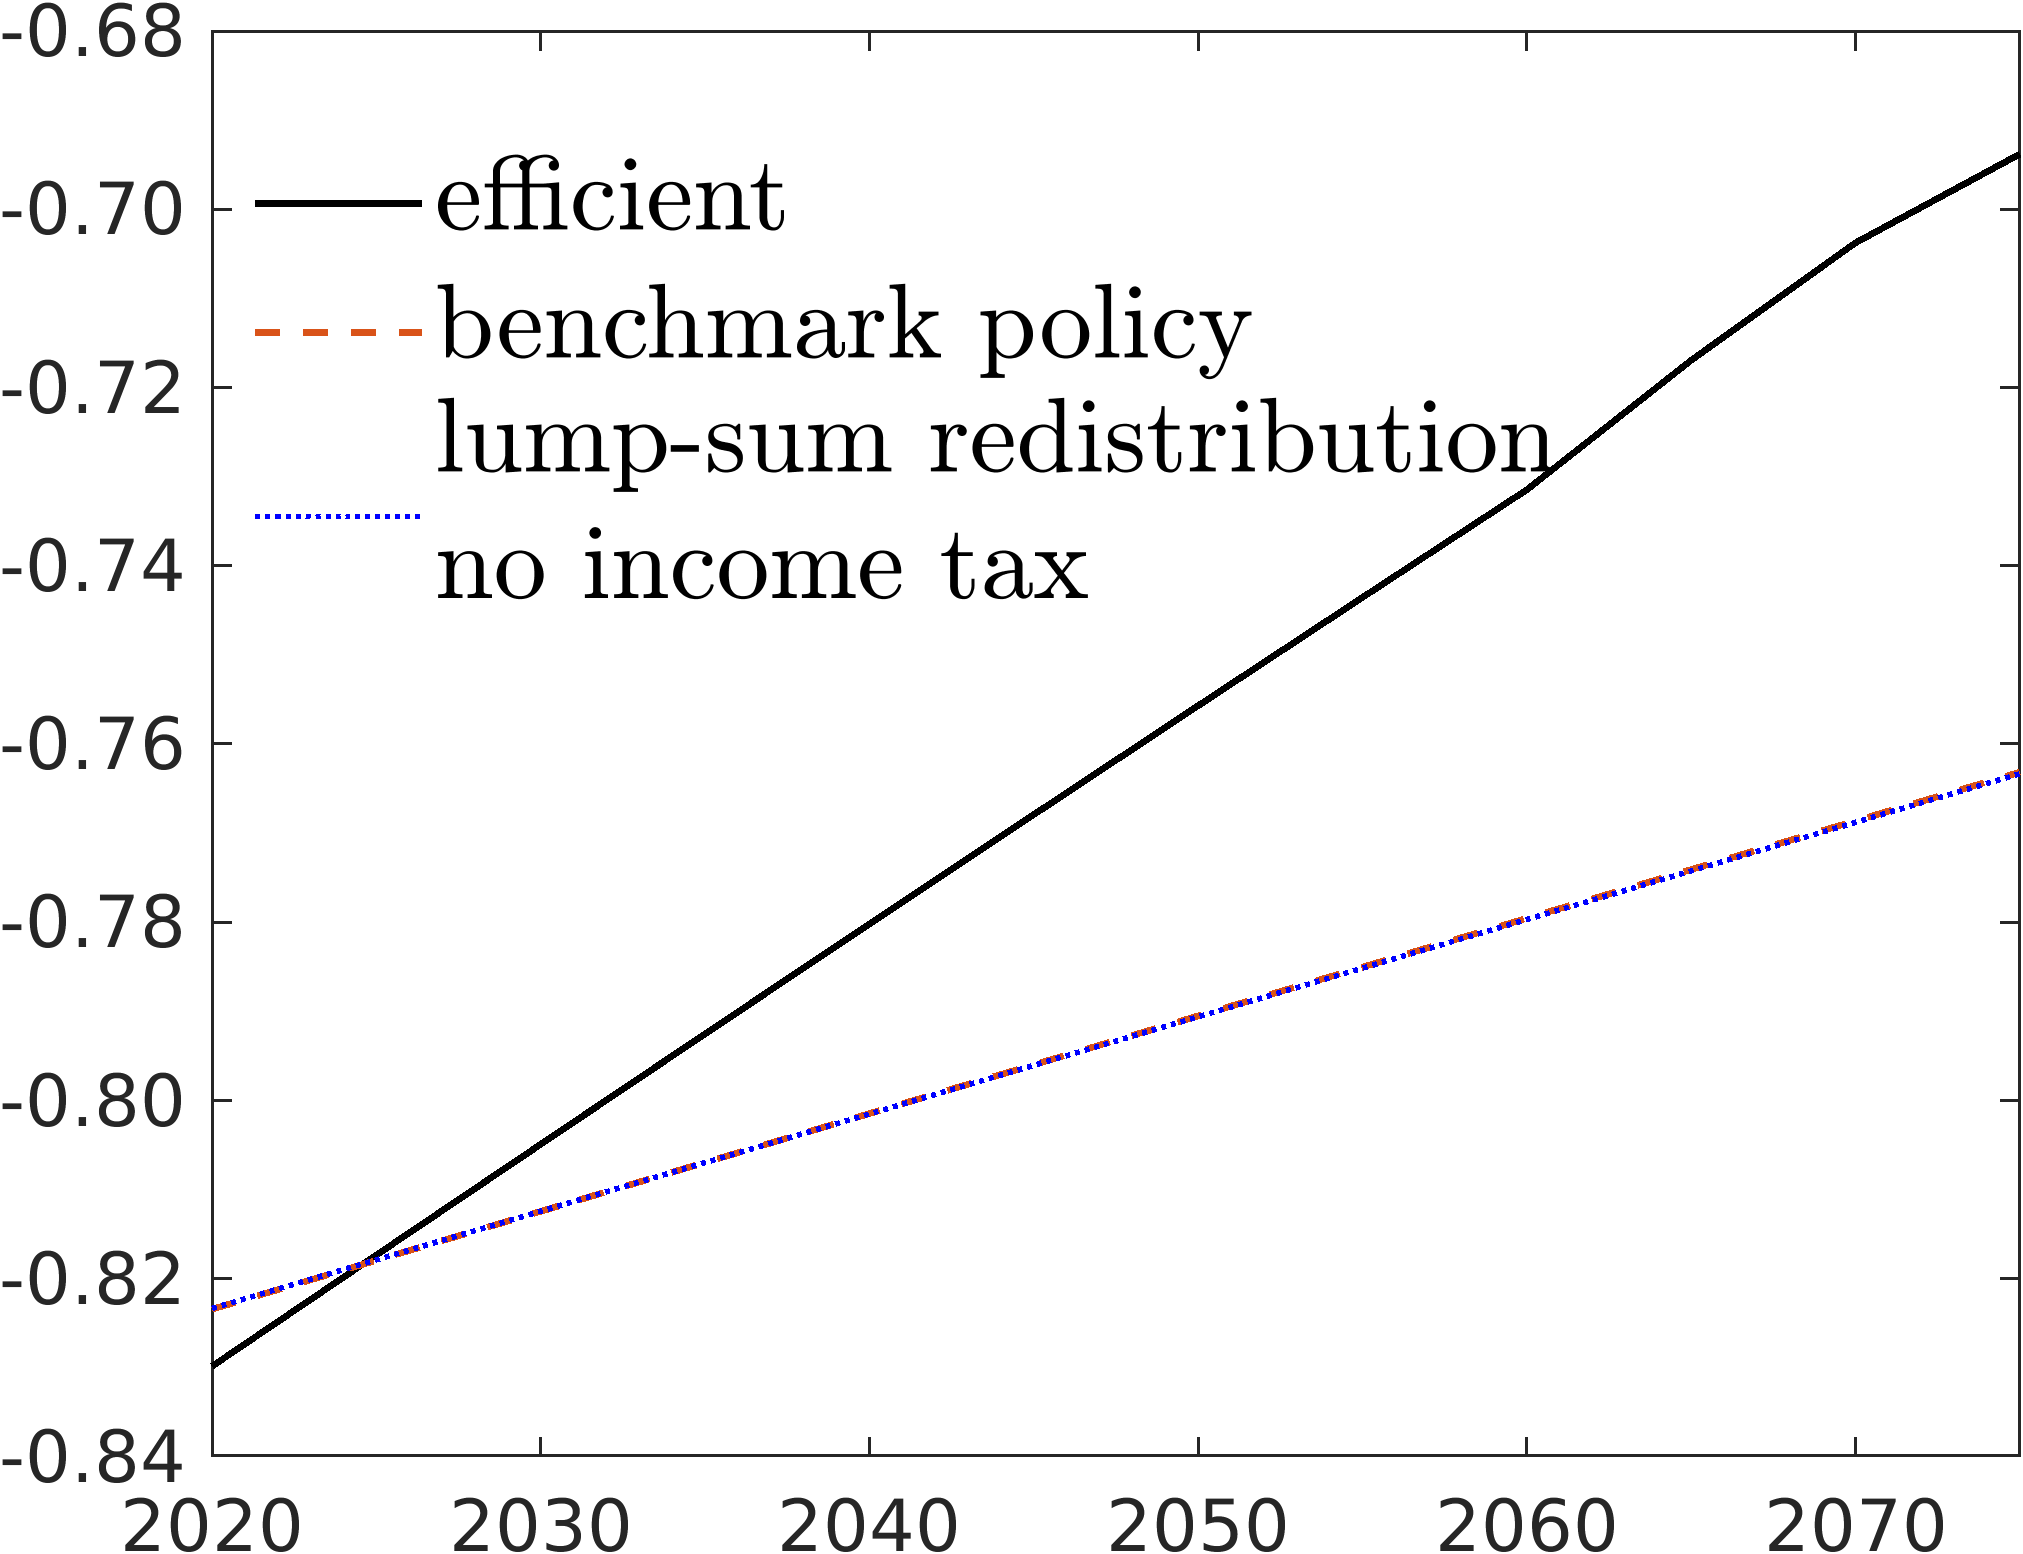 -0.68
-0.70
-0.72
-0.74
-0.76
-0.78
-0.80
-0.82
-0.84
efficient
benchmark policy
lump-sum redistribution
no income tax
2020 2030 2040 2050 2060 2070